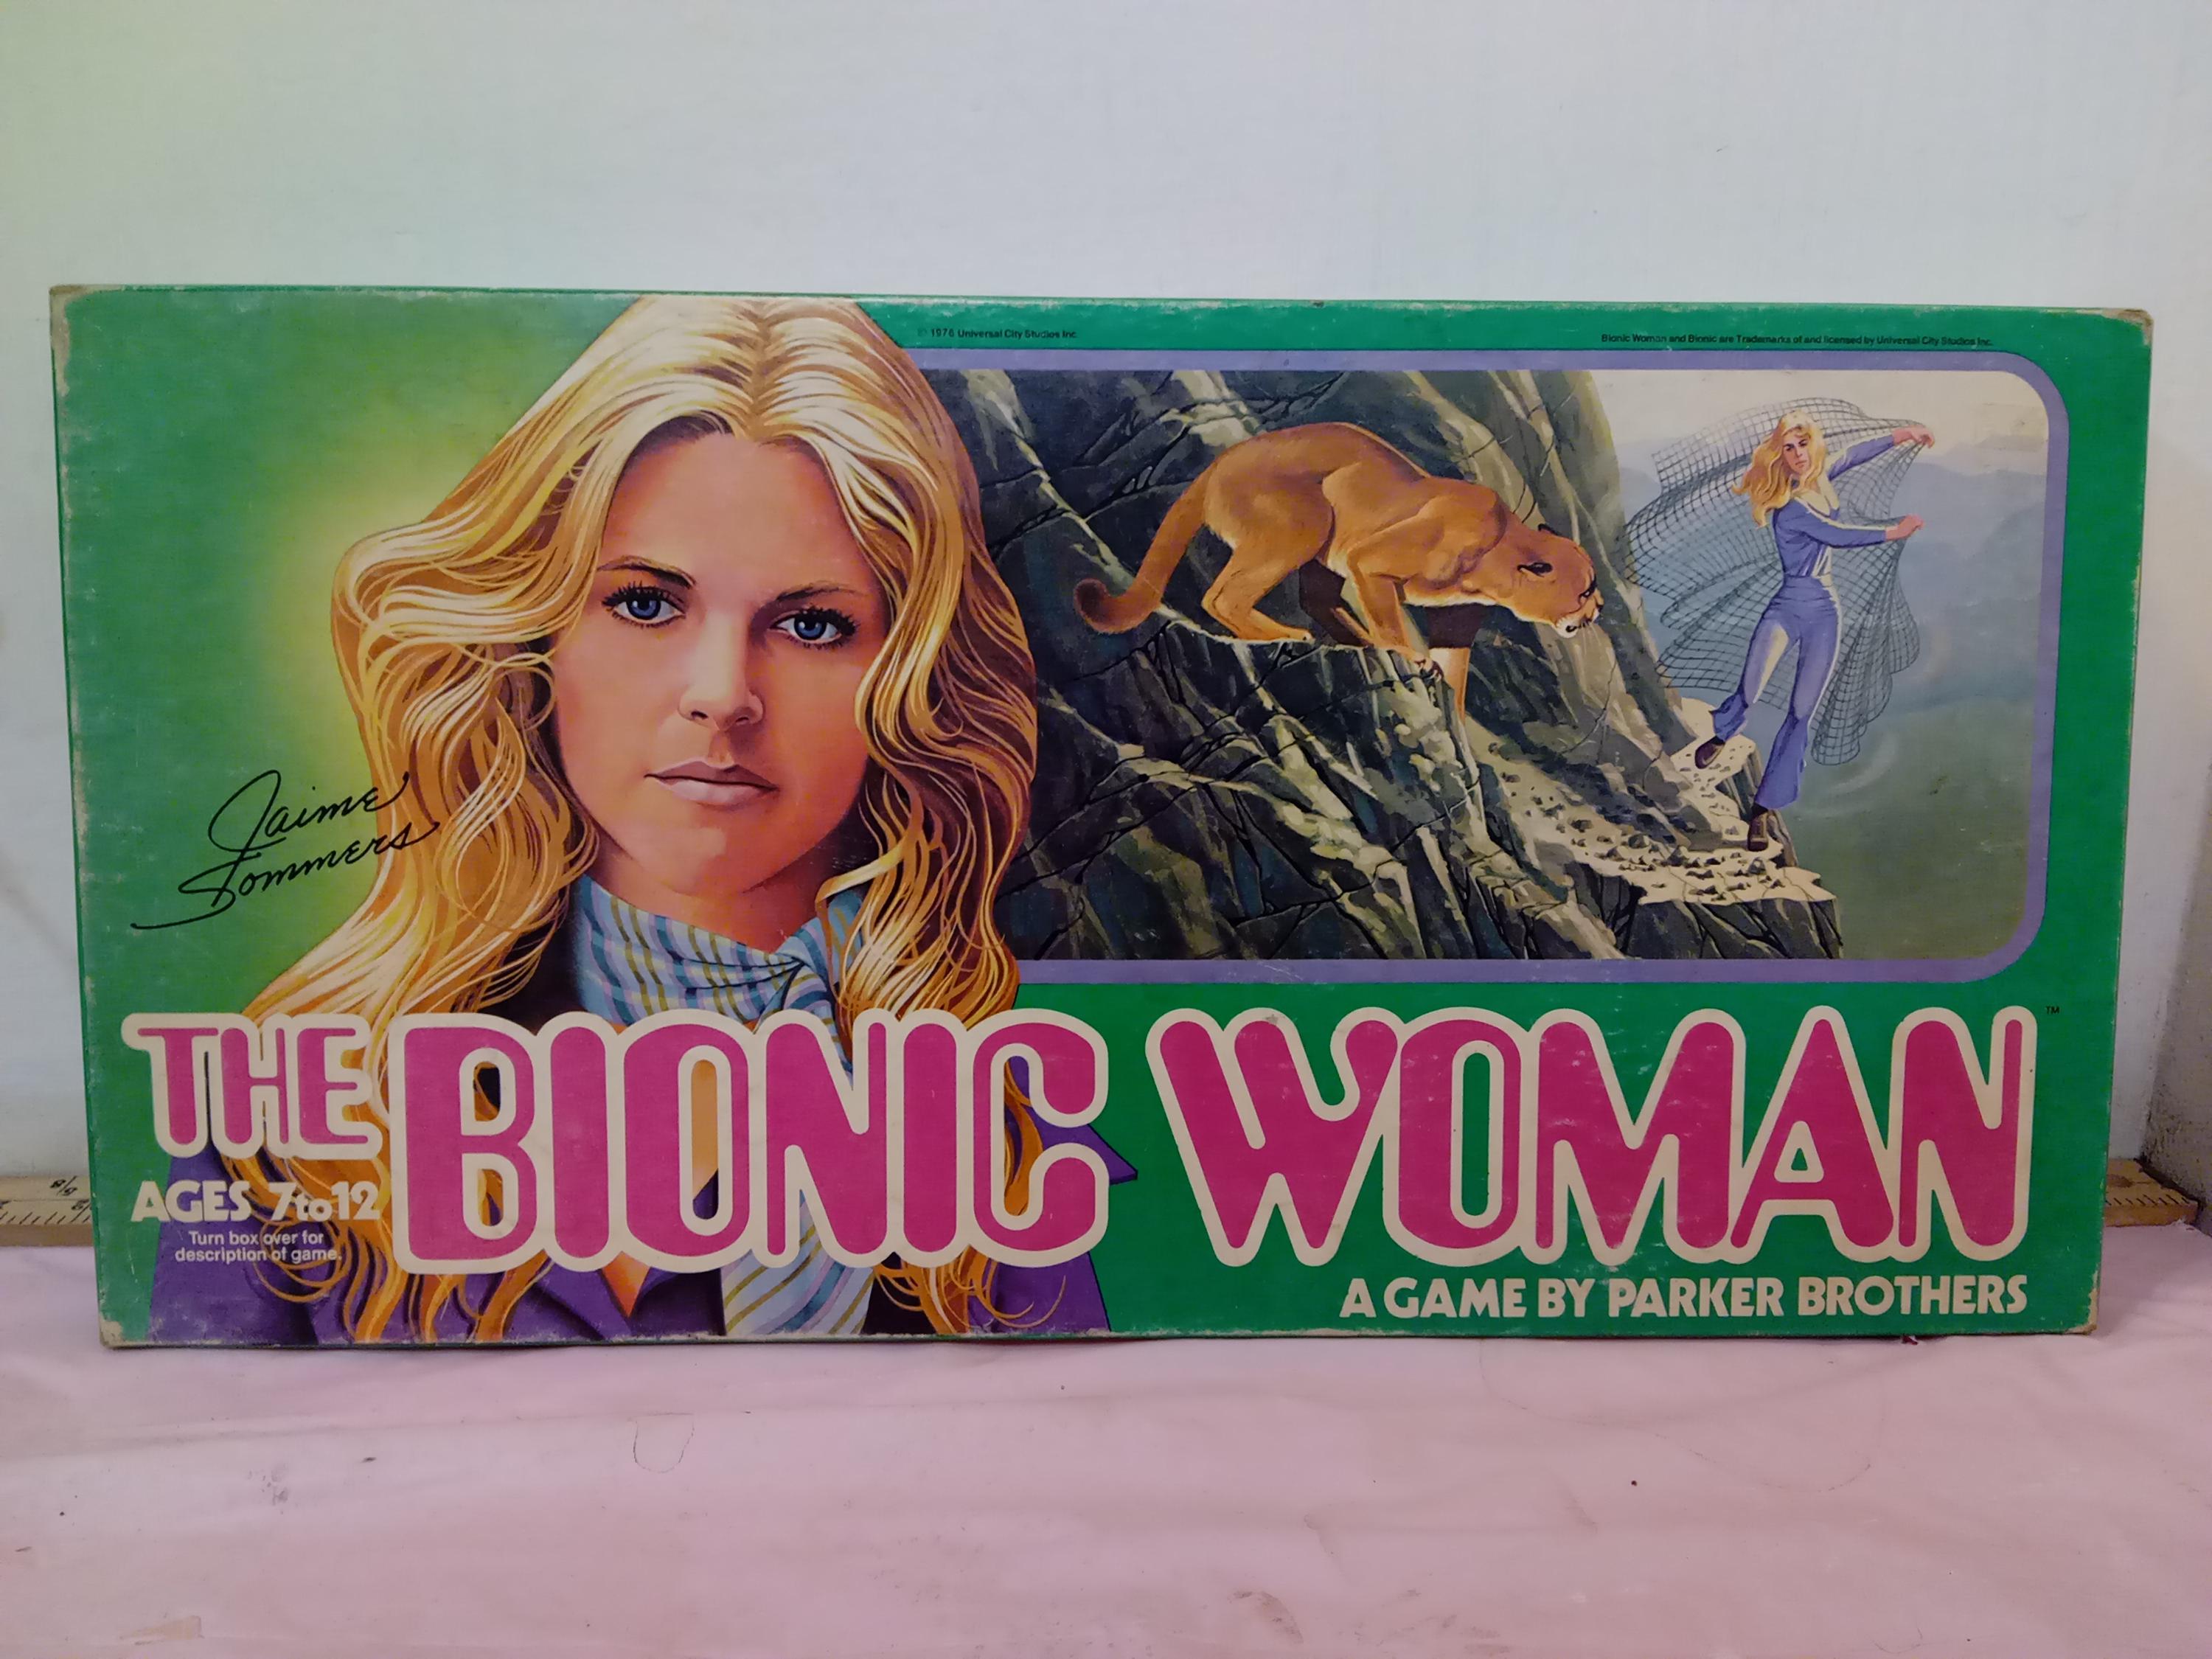 © 1976 Universal City Studios Inc.
Bionic Woman and Bionic are Trademarks of and licensed by Universal City Studios Inc.
Jaime
Sommers
THE BIONIC WOMAN™
AGES 7 to 12
Turn box over for
description of game.
A GAME BY PARKER BROTHERS